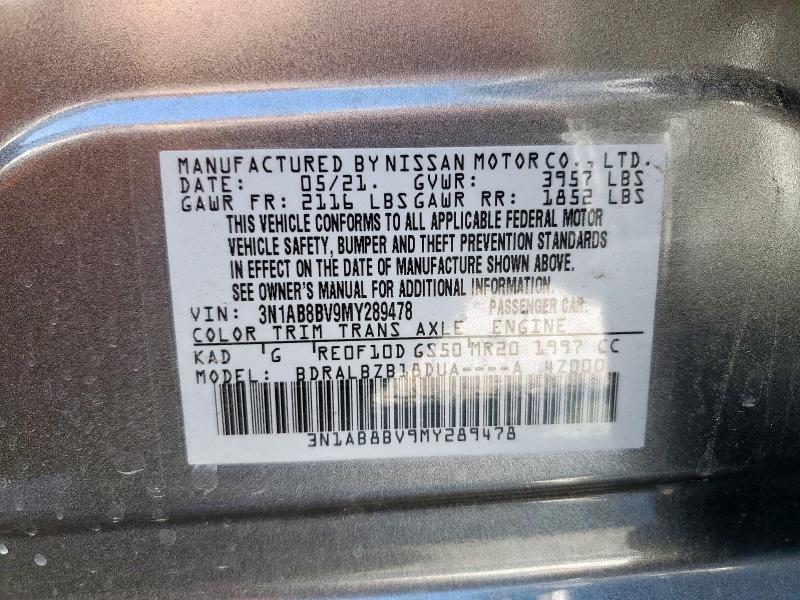 MANUFACTURED BY NISSAN MOTOR CO., LTD.
DATE: 05/21. GVWR: 3957 LBS
GAWR FR: 2116 LBS GAWR RR: 1852 LBS
THIS VEHICLE CONFORMS TO ALL APPLICABLE FEDERAL MOTOR
VEHICLE SAFETY, BUMPER AND THEFT PREVENTION STANDARDS
IN EFFECT ON THE DATE OF MANUFACTURE SHOWN ABOVE.
SEE OWNER'S MANUAL FOR ADDITIONAL INFORMATION.
VIN: 3N1AB8BV9MY289478 PASSENGER CAR.
COLOR TRIM TRANS AXLE ENGINE
KAD G RE0F10D GS50 MR20 1997 CC
MODEL: BDRALBZB18DUA----A 4Z000
3N1AB8BV9MY289478